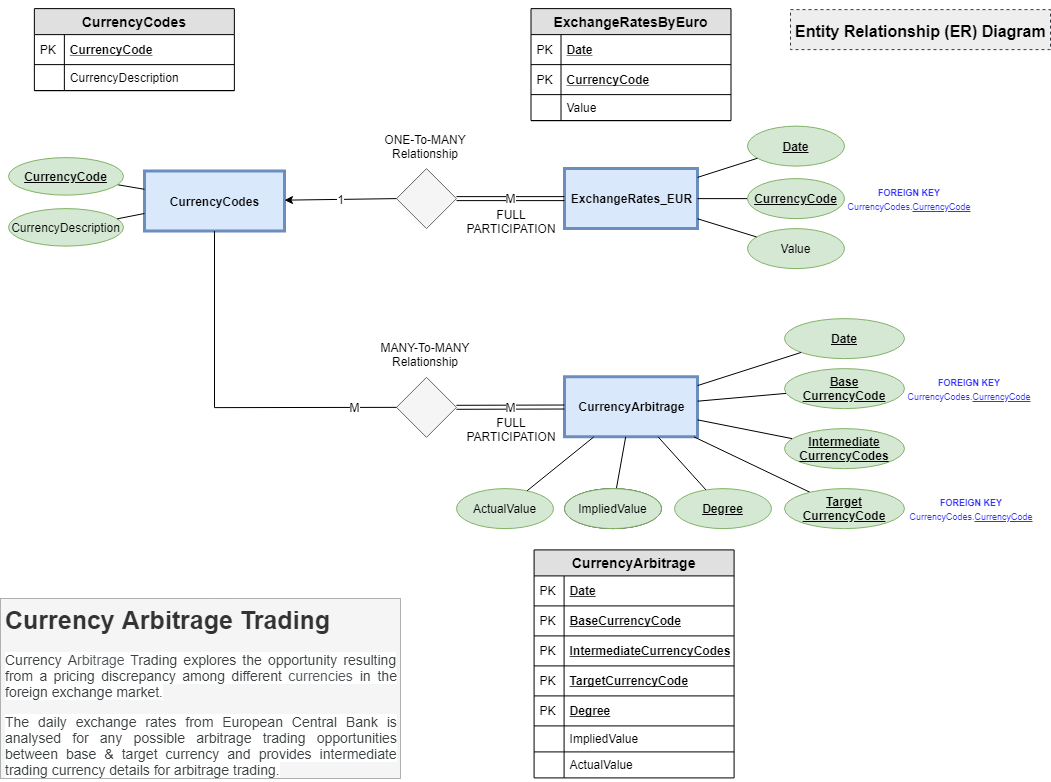 CurrencyCodes
PK CurrencyCode
CurrencyDescription
ExchangeRatesByEuro
PK Date
PK CurrencyCode
Value
Entity Relationship (ER) Diagram
ONE-To-MANY
Relationship
CurrencyCode
CurrencyDescription
CurrencyCodes
1
M
FULL
PARTICIPATION
ExchangeRates_EUR
Date
CurrencyCode
FOREIGN KEY
CurrencyCodes.CurrencyCode
Value
MANY-To-MANY
Relationship
M
M
FULL
PARTICIPATION
CurrencyArbitrage
Date
Base
CurrencyCode
FOREIGN KEY
CurrencyCodes.CurrencyCode
Intermediate
CurrencyCodes
Target
CurrencyCode
FOREIGN KEY
CurrencyCodes.CurrencyCode
ActualValue
ImpliedValue
Degree
CurrencyArbitrage
PK Date
PK BaseCurrencyCode
PK IntermediateCurrencyCodes
PK TargetCurrencyCode
PK Degree
ImpliedValue
ActualValue
Currency Arbitrage Trading
Currency Arbitrage Trading explores the opportunity resulting
from a pricing discrepancy among different currencies in the
foreign exchange market.
The daily exchange rates from European Central Bank is
analysed for any possible arbitrage trading opportunities
between base & target currency and provides intermediate
trading currency details for arbitrage trading.